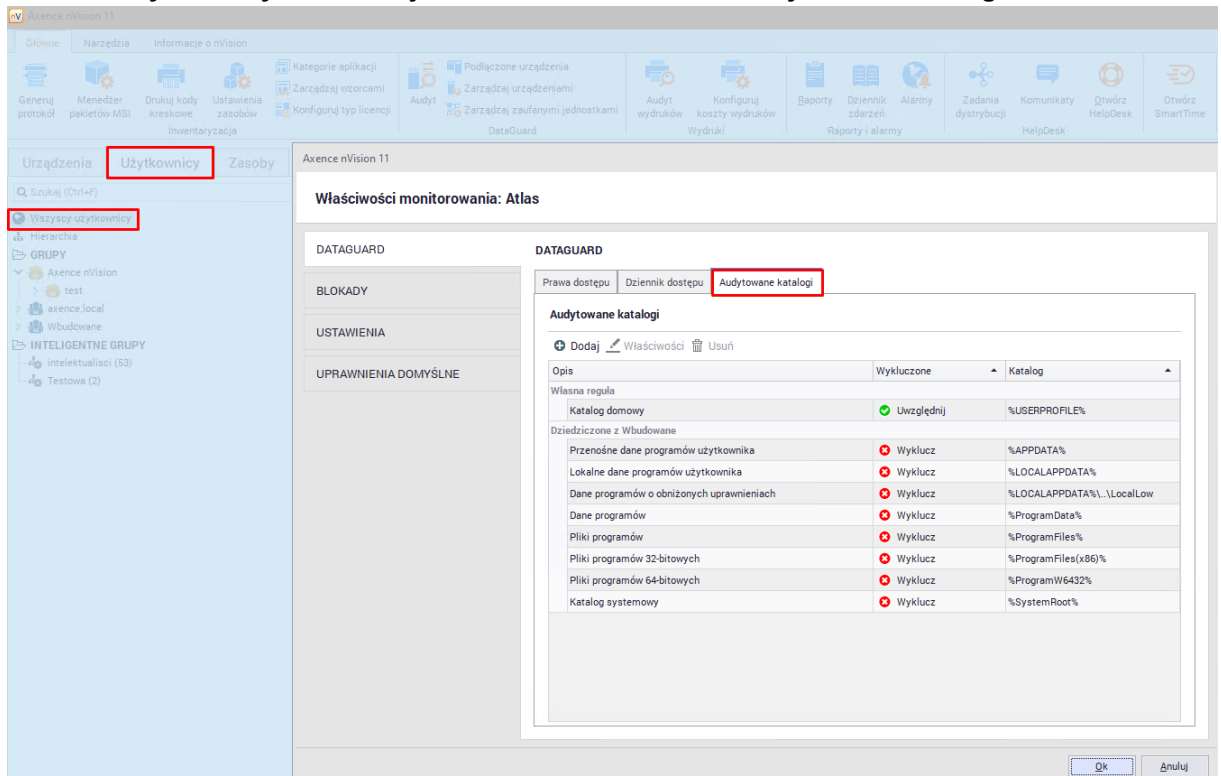 Axence nVision 11
Główne Narzędzia Informacje o nVision
Generuj protokół
Menedżer pakietów MSI
Drukuj kody kreskowe
Ustawienia zasobów
Kategorie aplikacji
Zarządzaj wzorcami
Konfiguruj typ licencji
Inwentaryzacja
Audyt
Podłączone urządzenia
Zarządzaj urządzeniami
Zarządzaj zaufanymi jednostkami
DataGuard
Audyt wydruków
Konfiguruj koszty wydruków
Wydruki
Raporty
Dziennik zdarzeń
Alarmy
Raporty i alarmy
Zadania dystrybucji
Komunikaty
Otwórz HelpDesk
HelpDesk
Otwórz SmartTime
Urządzenia Użytkownicy Zasoby
Szukaj (Ctrl+F)
Wszyscy użytkownicy
Hierarchia
GRUPY
Axence nVision
test
axence.local
Wbudowane
INTELIGENTNE GRUPY
intelektualisci (53)
Testowa (2)
Axence nVision 11
Właściwości monitorowania: Atlas
DATAGUARD
BLOKADY
USTAWIENIA
UPRAWNIENIA DOMYŚLNE
DATAGUARD
Prawa dostępu Dziennik dostępu Audytowane katalogi
Audytowane katalogi
Dodaj Właściwości Usuń
Opis Wykluczone Katalog
Własna reguła
Katalog domowy Uwzględnij %USERPROFILE%
Dziedziczone z Wbudowane
Przenośne dane programów użytkownika Wyklucz %APPDATA%
Lokalne dane programów użytkownika Wyklucz %LOCALAPPDATA%
Dane programów o obniżonych uprawnieniach Wyklucz %LOCALAPPDATA%\..\LocalLow
Dane programów Wyklucz %ProgramData%
Pliki programów Wyklucz %ProgramFiles%
Pliki programów 32-bitowych Wyklucz %ProgramFiles(x86)%
Pliki programów 64-bitowych Wyklucz %ProgramW6432%
Katalog systemowy Wyklucz %SystemRoot%
Ok Anuluj